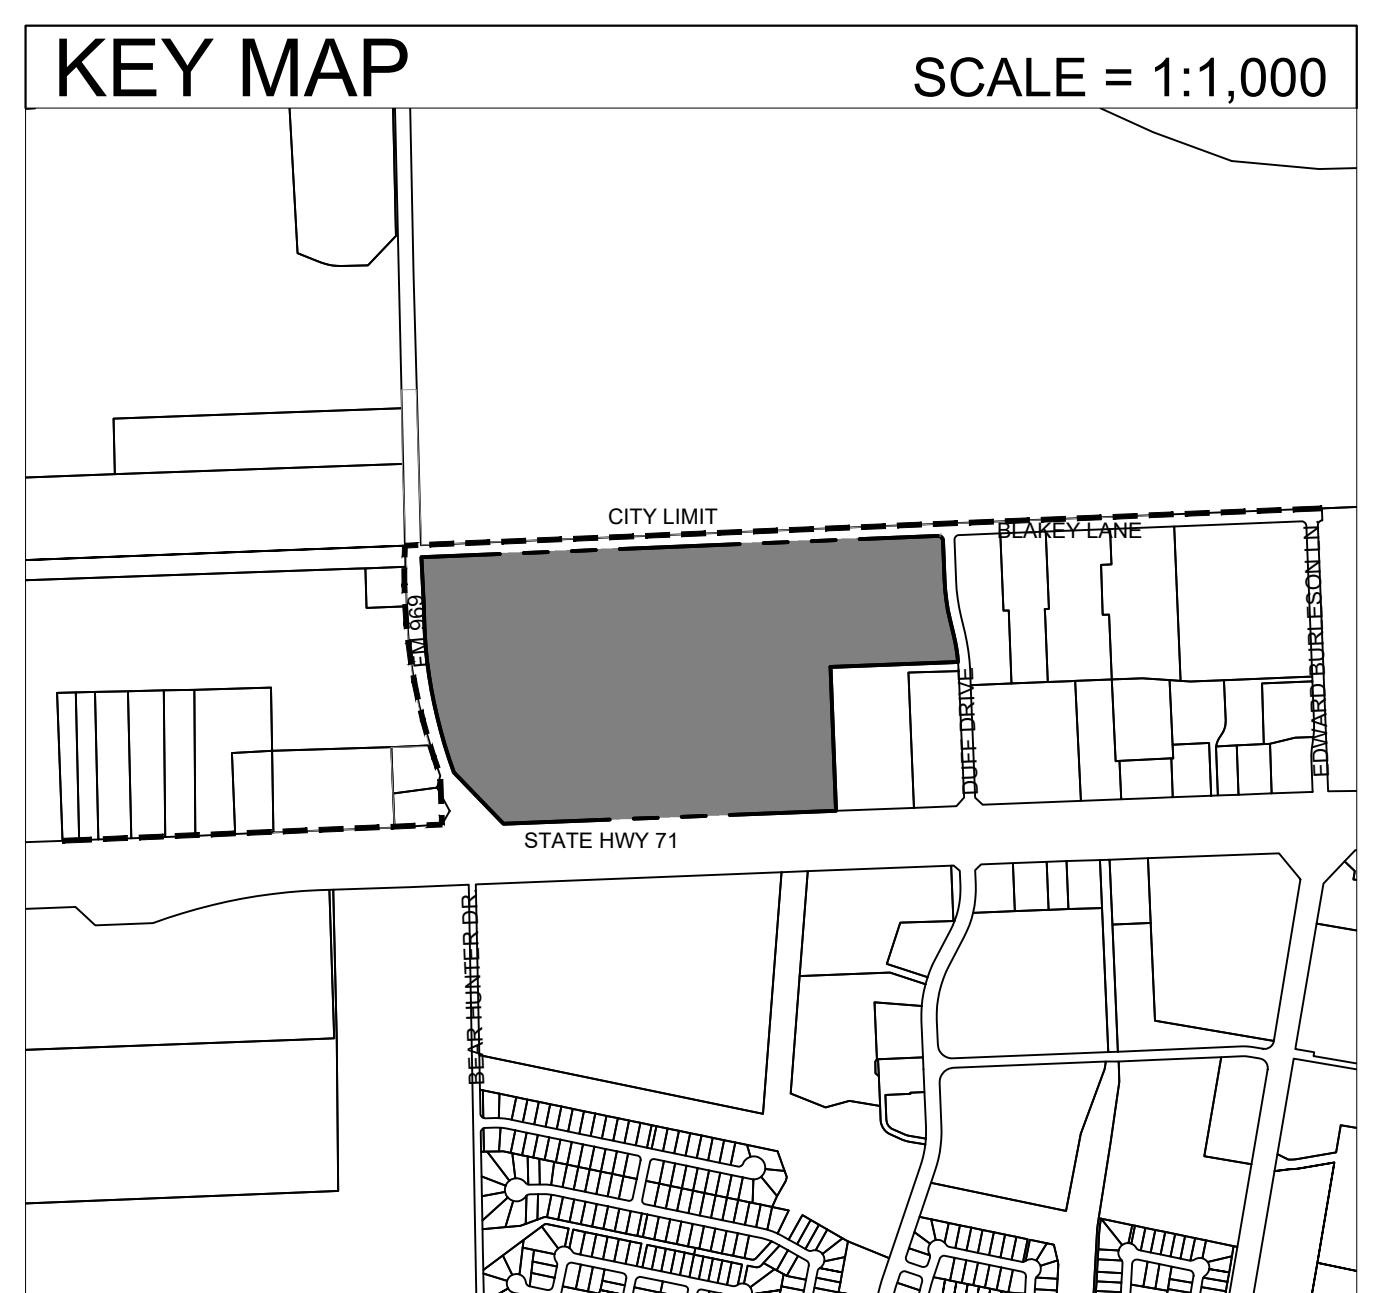 KEY MAP
SCALE = 1:1,000
CITY LIMIT
BLAKEY LANE
EDWARD BURLESON LN
FM 969
DUFF DRIVE
STATE HWY 71
BEAR HUNTER DR